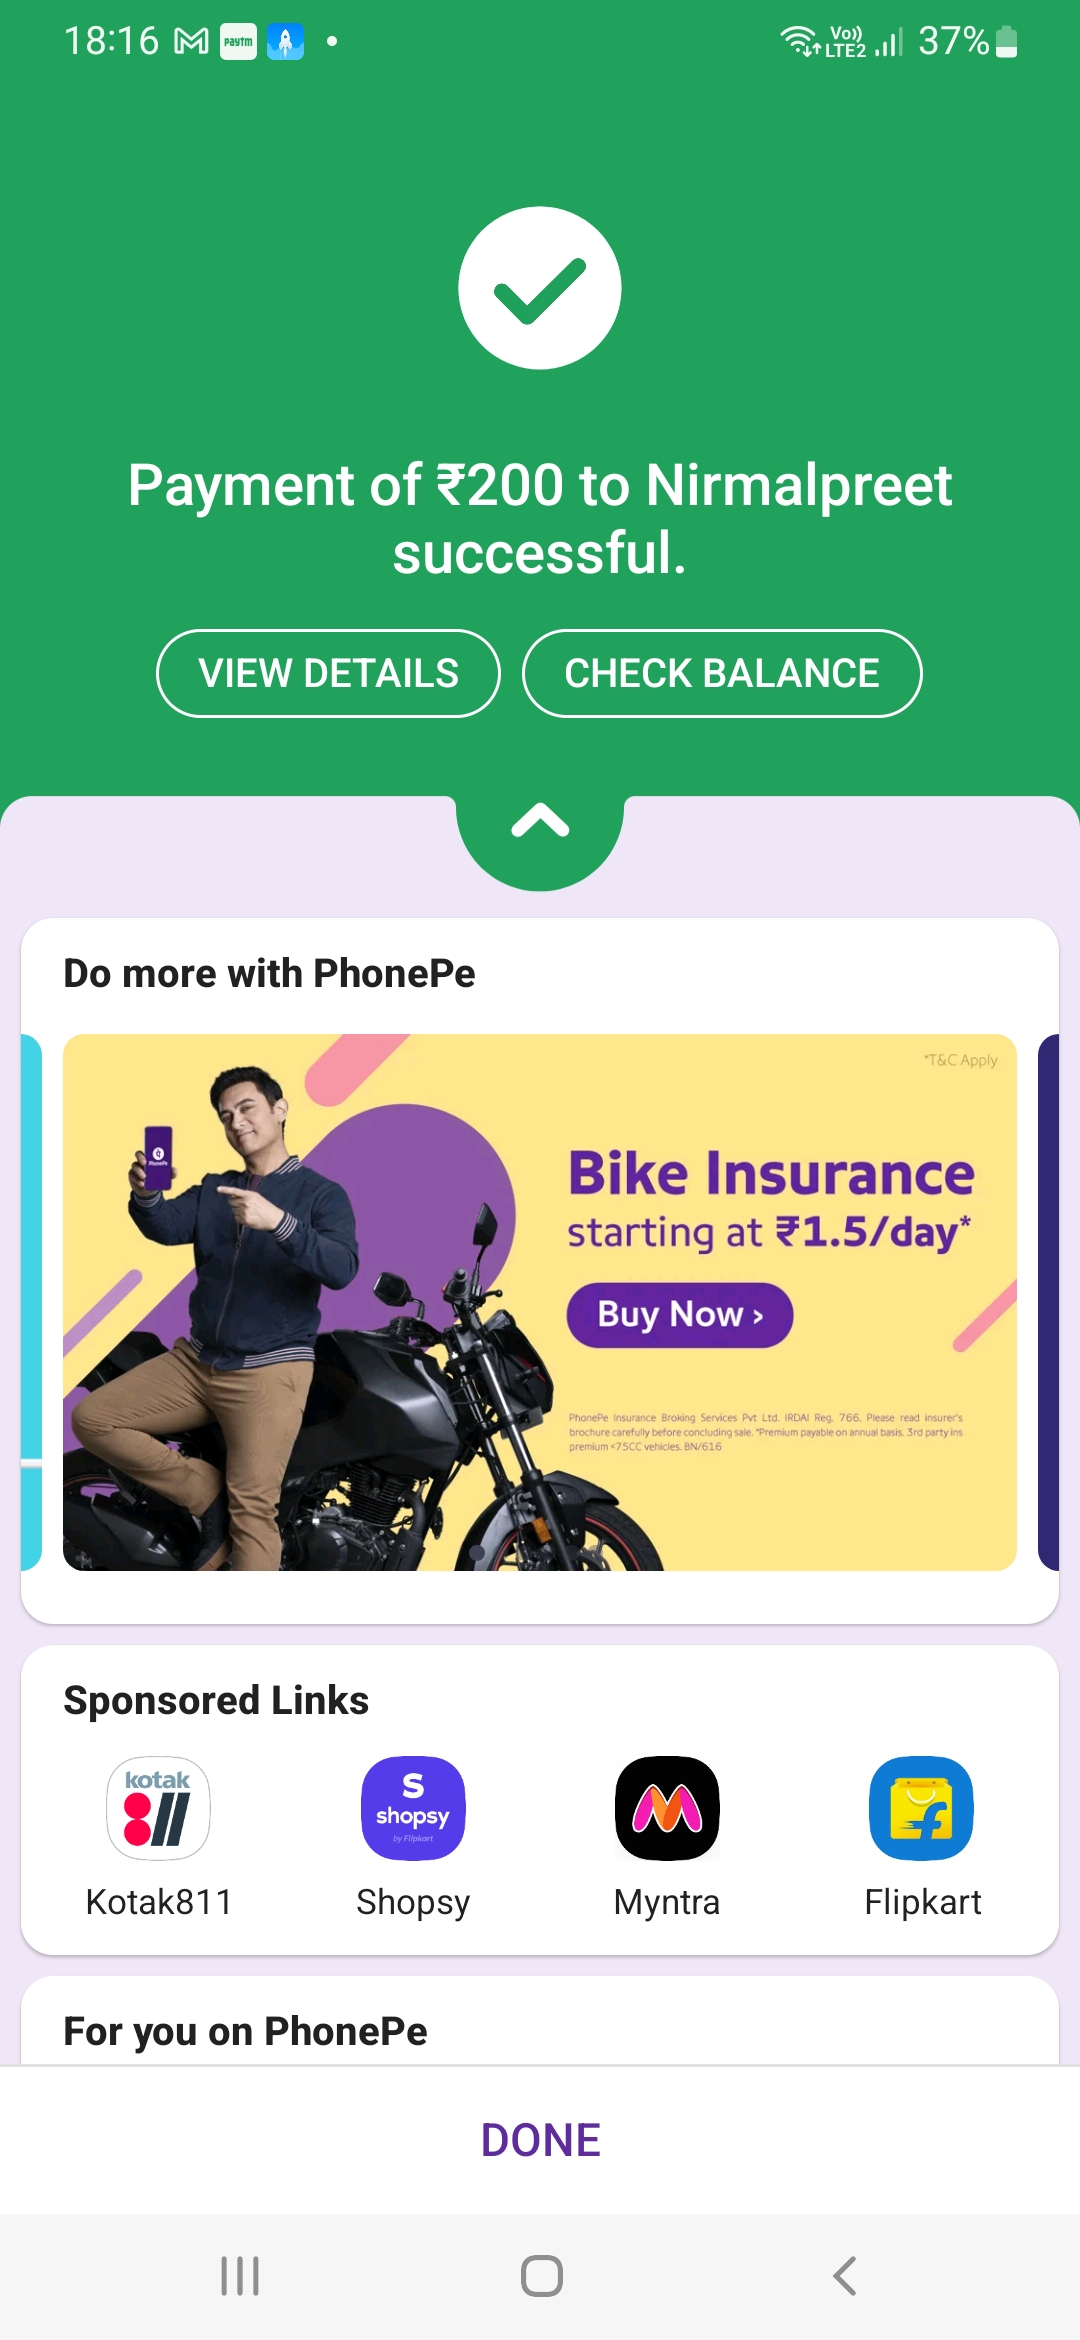 18:16
paytm
Vo)) LTE2
37%
Payment of ₹200 to Nirmalpreet
successful.
VIEW DETAILS
CHECK BALANCE
Do more with PhonePe
*T&C Apply
PhonePe
Bike Insurance
starting at ₹1.5/day*
Buy Now ›
PhonePe Insurance Broking Services Pvt Ltd. IRDAI Reg. 766. Please read insurer's
brochure carefully before concluding sale. *Premium payable on annual basis. 3rd party ins
premium <75CC vehicles. BN/616
Sponsored Links
kotak
811
S
shopsy
by Flipkart
Kotak811
Shopsy
Myntra
Flipkart
For you on PhonePe
DONE